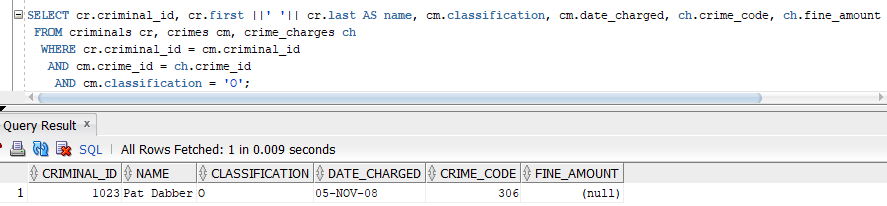 SELECT cr.criminal_id, cr.first ||' '|| cr.last AS name, cm.classification, cm.date_charged, ch.crime_code, ch.fine_amount
FROM criminals cr, crimes cm, crime_charges ch
WHERE cr.criminal_id = cm.criminal_id
AND cm.crime_id = ch.crime_id
AND cm.classification = 'O';
Query Result x
SQL | All Rows Fetched: 1 in 0.009 seconds
CRIMINAL_ID NAME CLASSIFICATION DATE_CHARGED CRIME_CODE FINE_AMOUNT
1 1023 Pat Dabber O 05-NOV-08 306 (null)